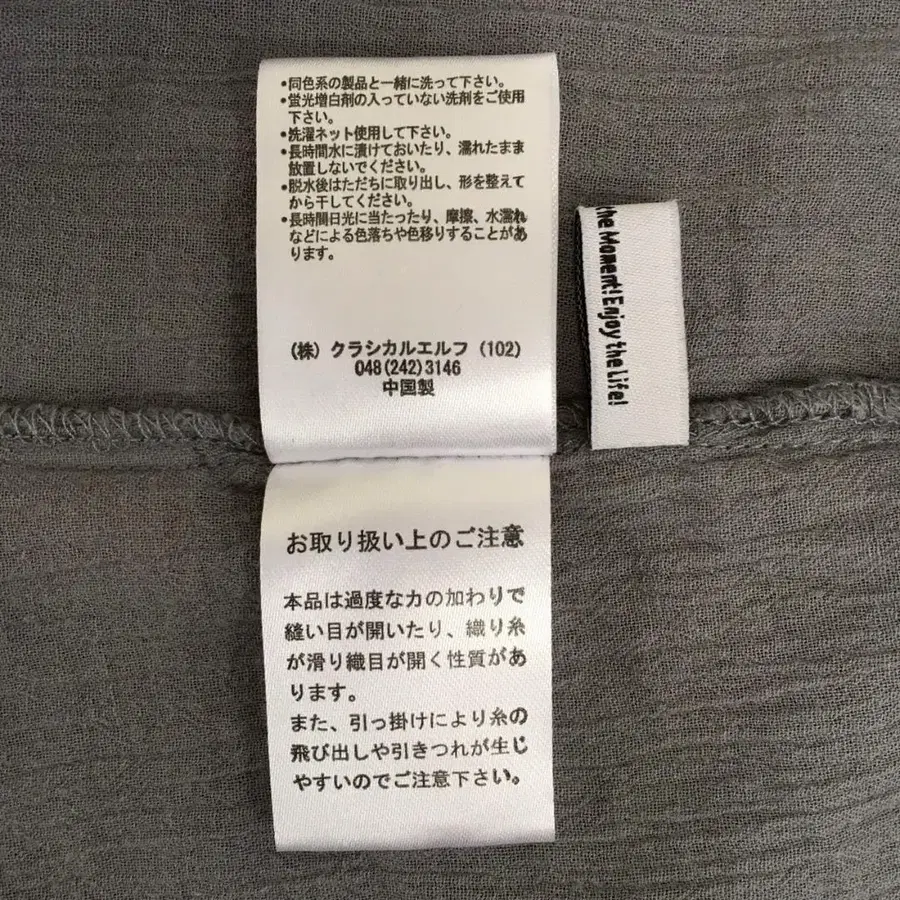 •同色系の製品と一緒に洗って下さい。
•蛍光増白剤の入っていない洗剤をご使用
下さい。
•洗濯ネット使用して下さい。
•長時間水に漬けておいたり、濡れたまま
放置しないでください。
•脱水後はただちに取り出し、形を整えて
から干してください。
•長時間日光に当たったり、摩擦、水濡れ
などによる色落ちや色移りすることがあ
ります。
(株) クラシカルエルフ (102)
048(242)3146
中国製
the Moment! Enjoy the Life!
お取り扱い上のご注意
本品は過度な力の加わりで
縫い目が開いたり、織り糸
が滑り織目が開く性質があ
ります。
また、引っ掛けにより糸の
飛び出しや引きつれが生じ
やすいのでご注意下さい。